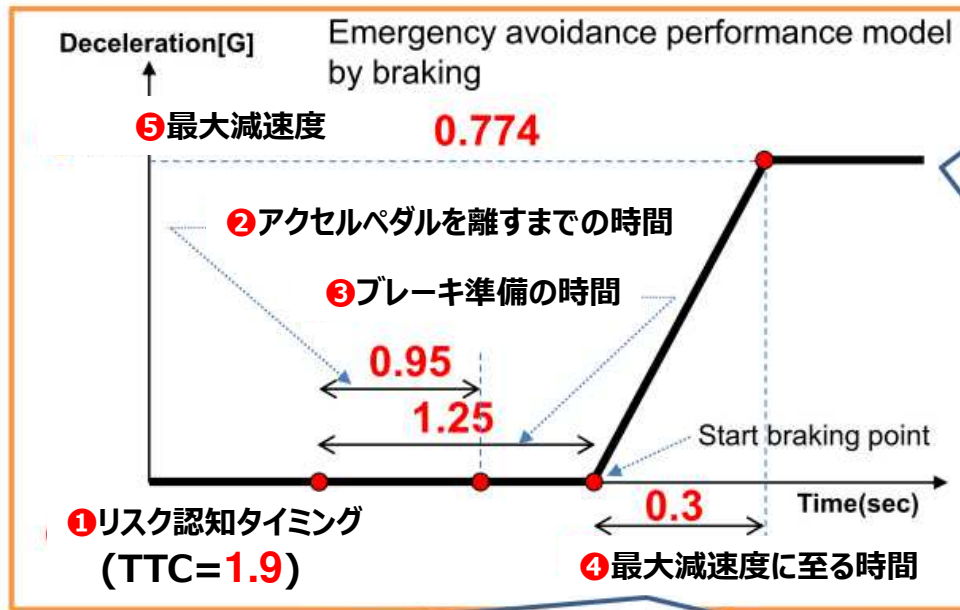 Deceleration[G]
Emergency avoidance performance model
by braking
❺最大減速度
0.774
❷アクセルペダルを離すまでの時間
❸ブレーキ準備の時間
0.95
1.25
Start braking point
0.3
Time(sec)
❶リスク認知タイミング
(TTC=1.9)
❹最大減速度に至る時間